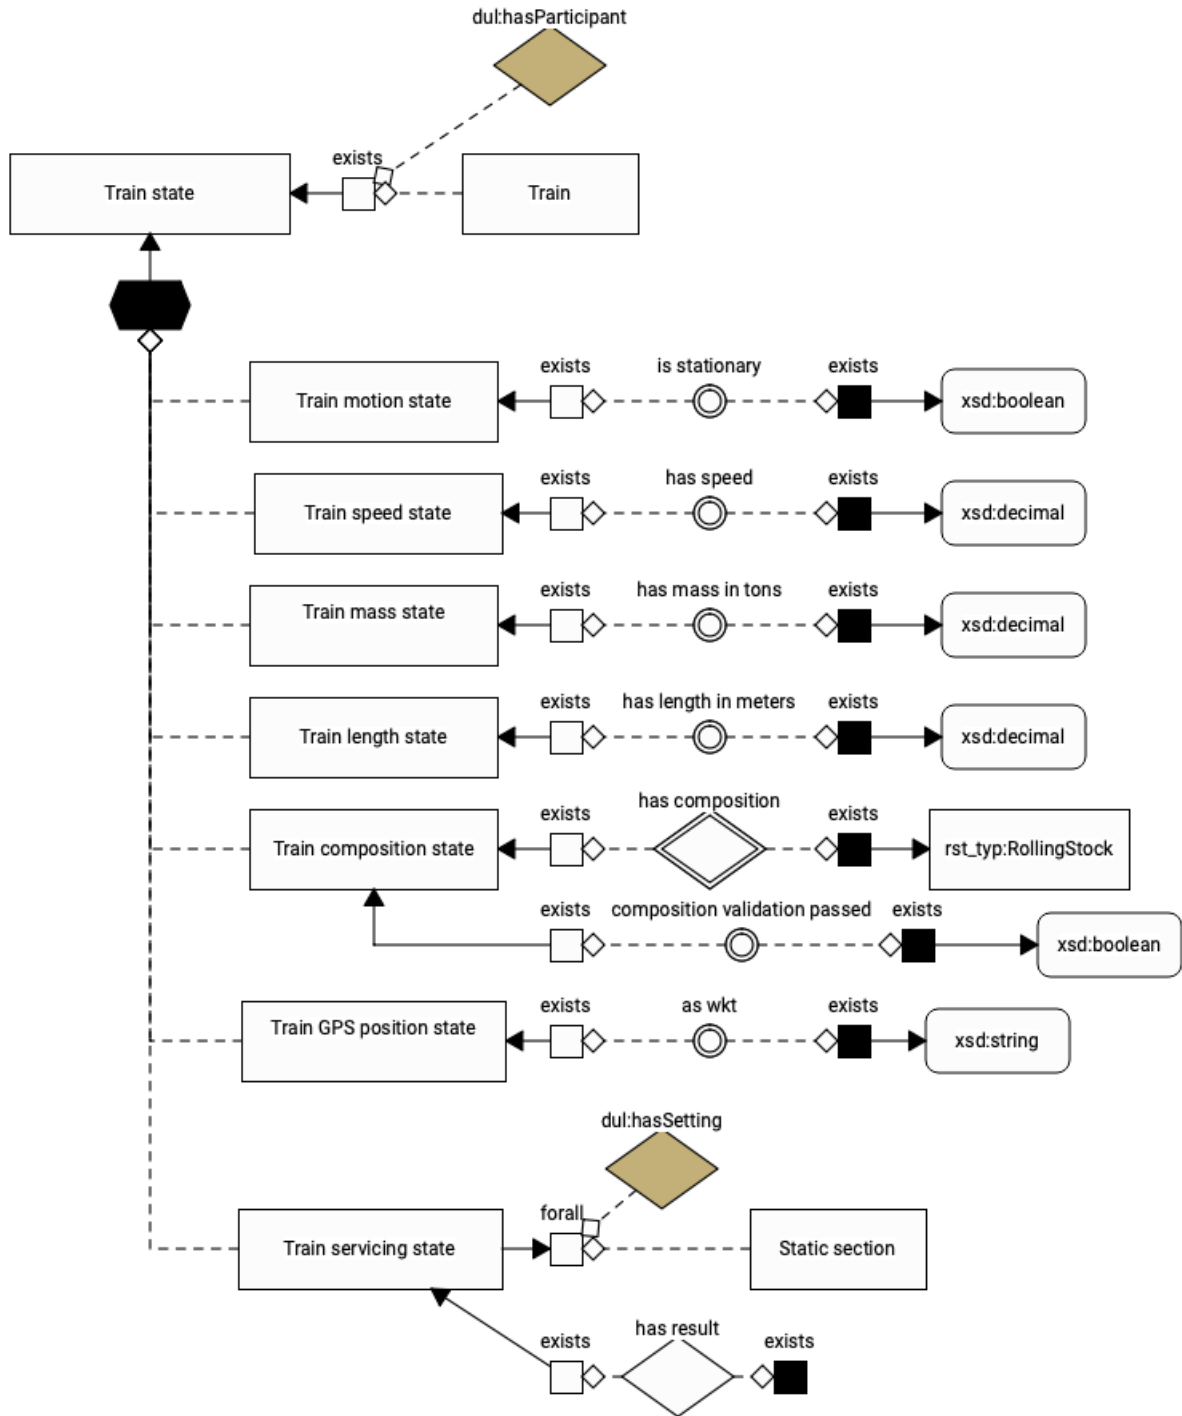 dul:hasParticipant
exists
Train state
Train
exists
is stationary
exists
Train motion state
xsd:boolean
exists
has speed
exists
Train speed state
xsd:decimal
exists
has mass in tons
exists
Train mass state
xsd:decimal
exists
has length in meters
exists
Train length state
xsd:decimal
has composition
exists
exists
Train composition state
rst_typ:RollingStock
exists
composition validation passed
exists
xsd:boolean
exists
as wkt
exists
Train GPS position state
xsd:string
dul:hasSetting
forall
Train servicing state
Static section
has result
exists
exists